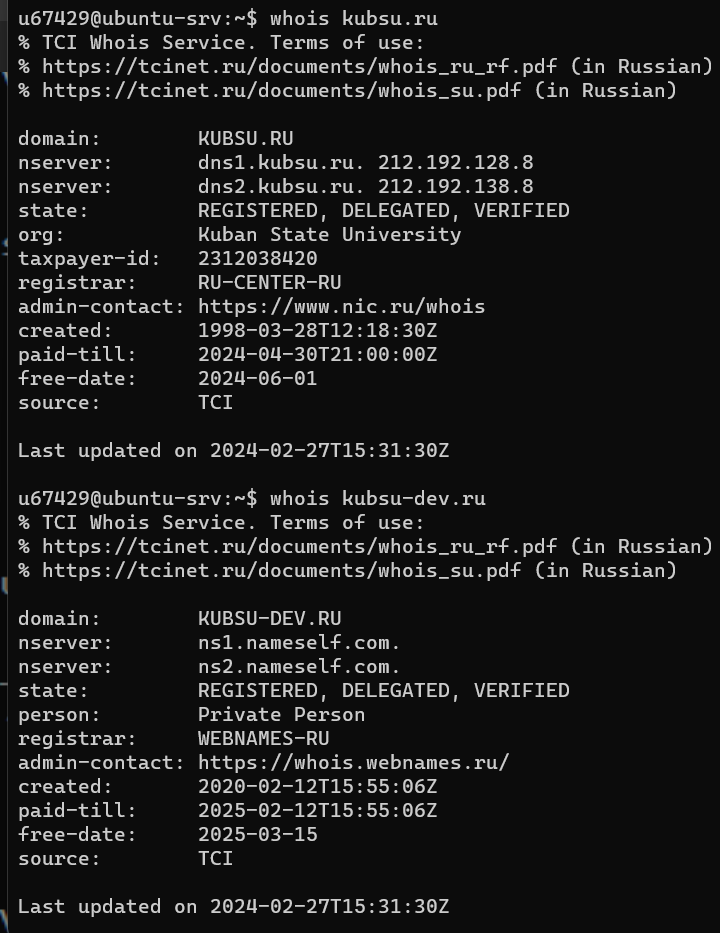 u67429@ubuntu-srv:~$ whois kubsu.ru
% TCI Whois Service. Terms of use:
% https://tcinet.ru/documents/whois_ru_rf.pdf (in Russian)
% https://tcinet.ru/documents/whois_su.pdf (in Russian)

domain:        KUBSU.RU
nserver:       dns1.kubsu.ru. 212.192.128.8
nserver:       dns2.kubsu.ru. 212.192.138.8
state:         REGISTERED, DELEGATED, VERIFIED
org:           Kuban State University
taxpayer-id:   2312038420
registrar:     RU-CENTER-RU
admin-contact: https://www.nic.ru/whois
created:       1998-03-28T12:18:30Z
paid-till:     2024-04-30T21:00:00Z
free-date:     2024-06-01
source:        TCI

Last updated on 2024-02-27T15:31:30Z

u67429@ubuntu-srv:~$ whois kubsu-dev.ru
% TCI Whois Service. Terms of use:
% https://tcinet.ru/documents/whois_ru_rf.pdf (in Russian)
% https://tcinet.ru/documents/whois_su.pdf (in Russian)

domain:        KUBSU-DEV.RU
nserver:       ns1.nameself.com.
nserver:       ns2.nameself.com.
state:         REGISTERED, DELEGATED, VERIFIED
person:        Private Person
registrar:     WEBNAMES-RU
admin-contact: https://whois.webnames.ru/
created:       2020-02-12T15:55:06Z
paid-till:     2025-02-12T15:55:06Z
free-date:     2025-03-15
source:        TCI

Last updated on 2024-02-27T15:31:30Z